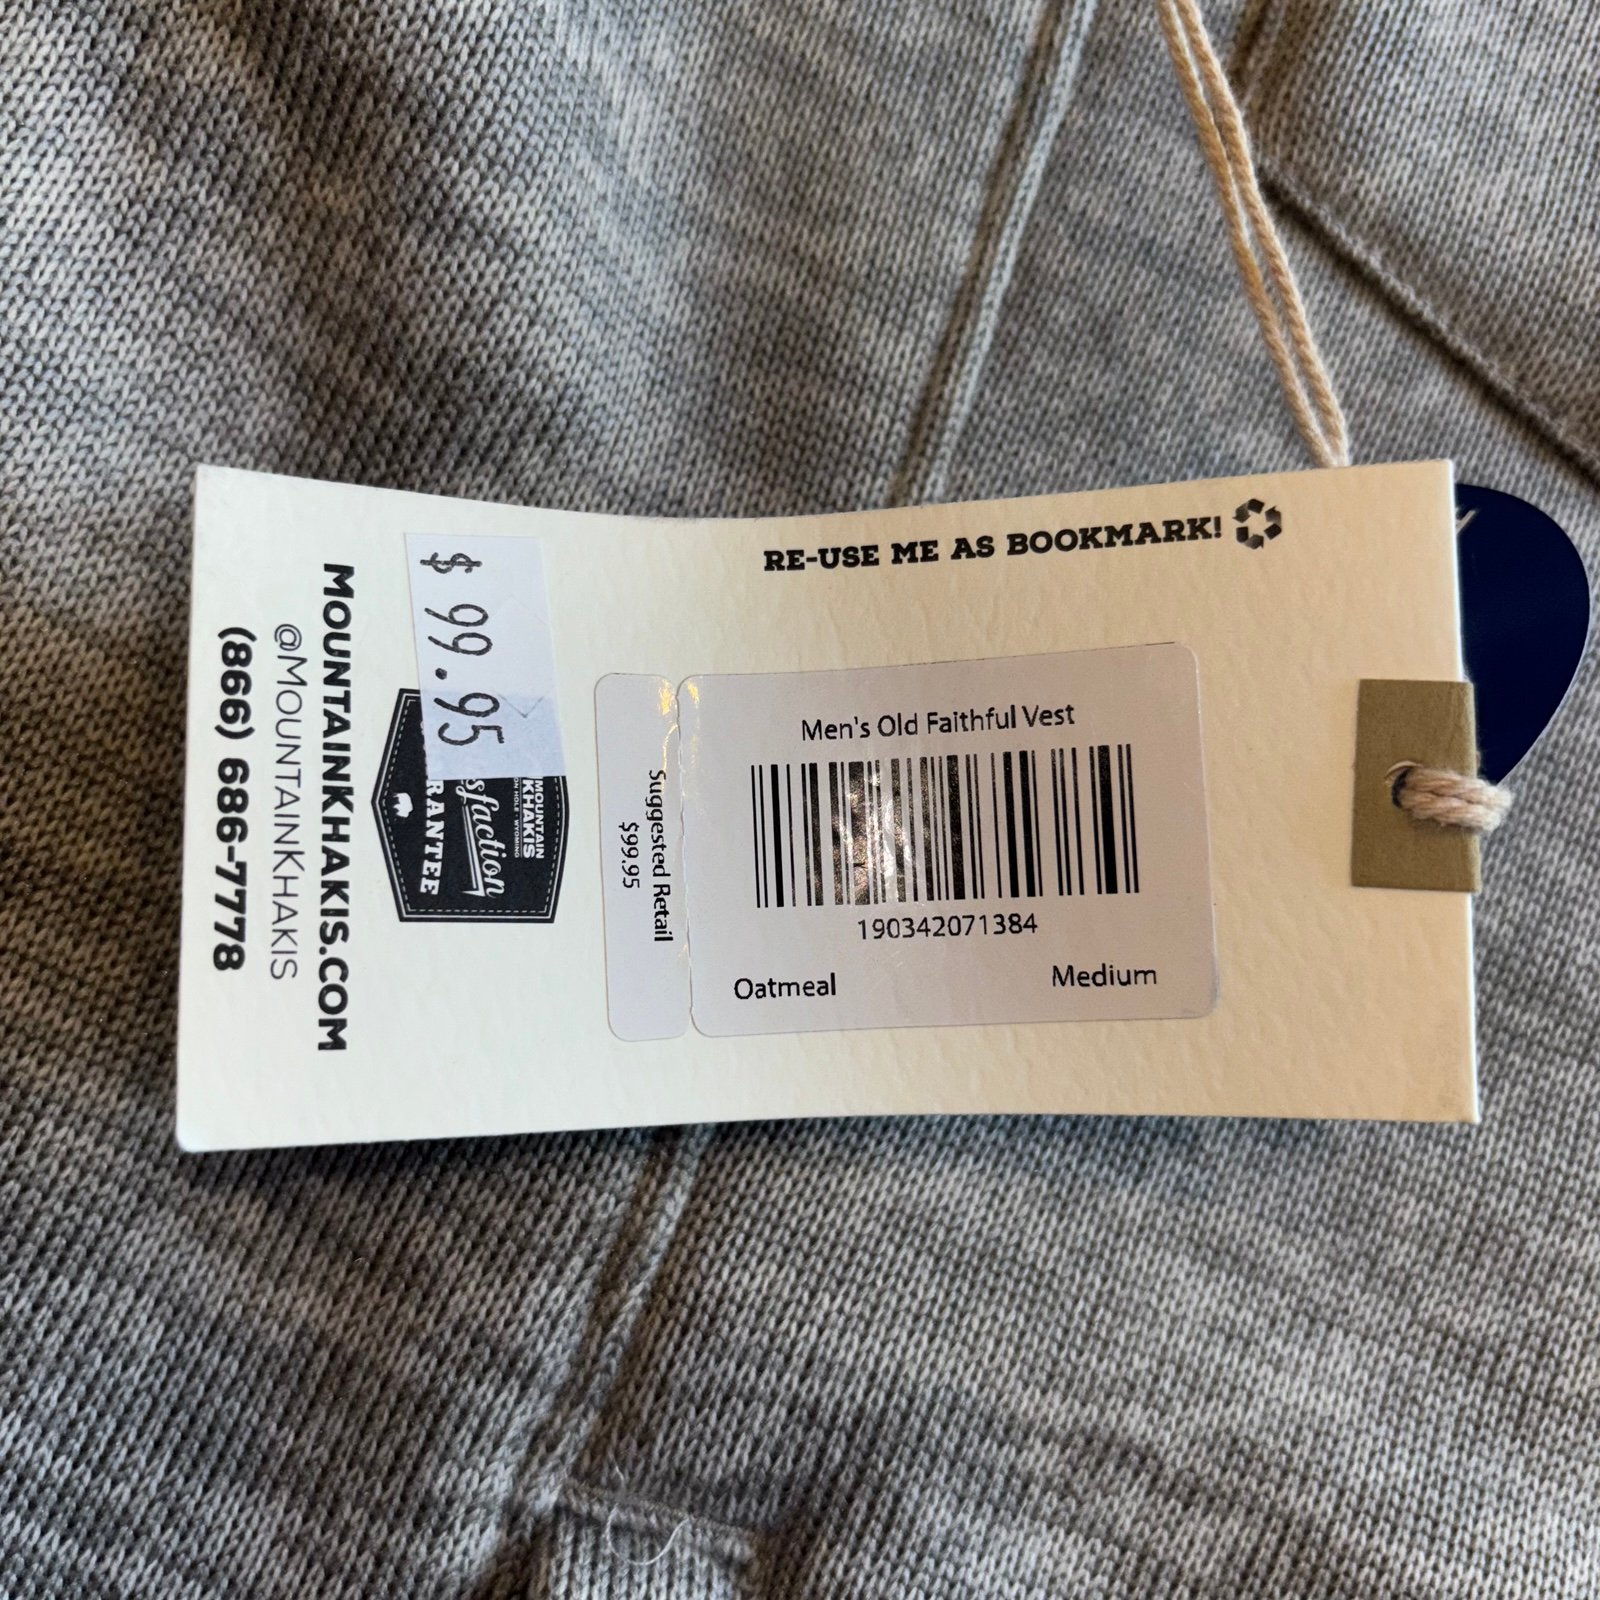 RE-USE ME AS BOOKMARK!
Men's Old Faithful Vest
190342071384
Oatmeal Medium
Suggested Retail
$99.95
$ 99.95
MOUNTAIN
KHAKIS
RANTEE
MOUNTAINKHAKIS.COM
@MOUNTAINKHAKIS
(866) 686-7778